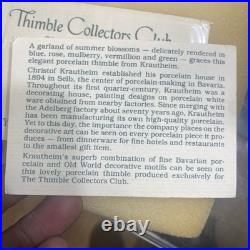 Thimble Collectors Club
A garland of summer blossoms — delicately rendered in
blue, rose, mulberry, vermilion and green — graces this
elegant porcelain thimble from Krautheim.
Christof Krautheim established his porcelain house in
1894 in Selb, the center of porcelain-making in Bavaria.
Throughout its first quarter-century, Krautheim was a
decorating house, painting designs on porcelain white
ware produced at nearby factories. Since merging with
the Adelberg factory about seventy years ago, Krautheim
has been manufacturing its own high-quality porcelain.
Yet to this day, the importance the company places on the
decorative art can be seen on every porcelain piece it pro-
duces — from dinnerware for fine hotels and restaurants
to the smallest gift item.
Krautheim's superb combination of fine Bavarian por-
celain and Old World decorative motifs can be seen on
this lovely porcelain thimble produced exclusively for
The Thimble Collectors Club.